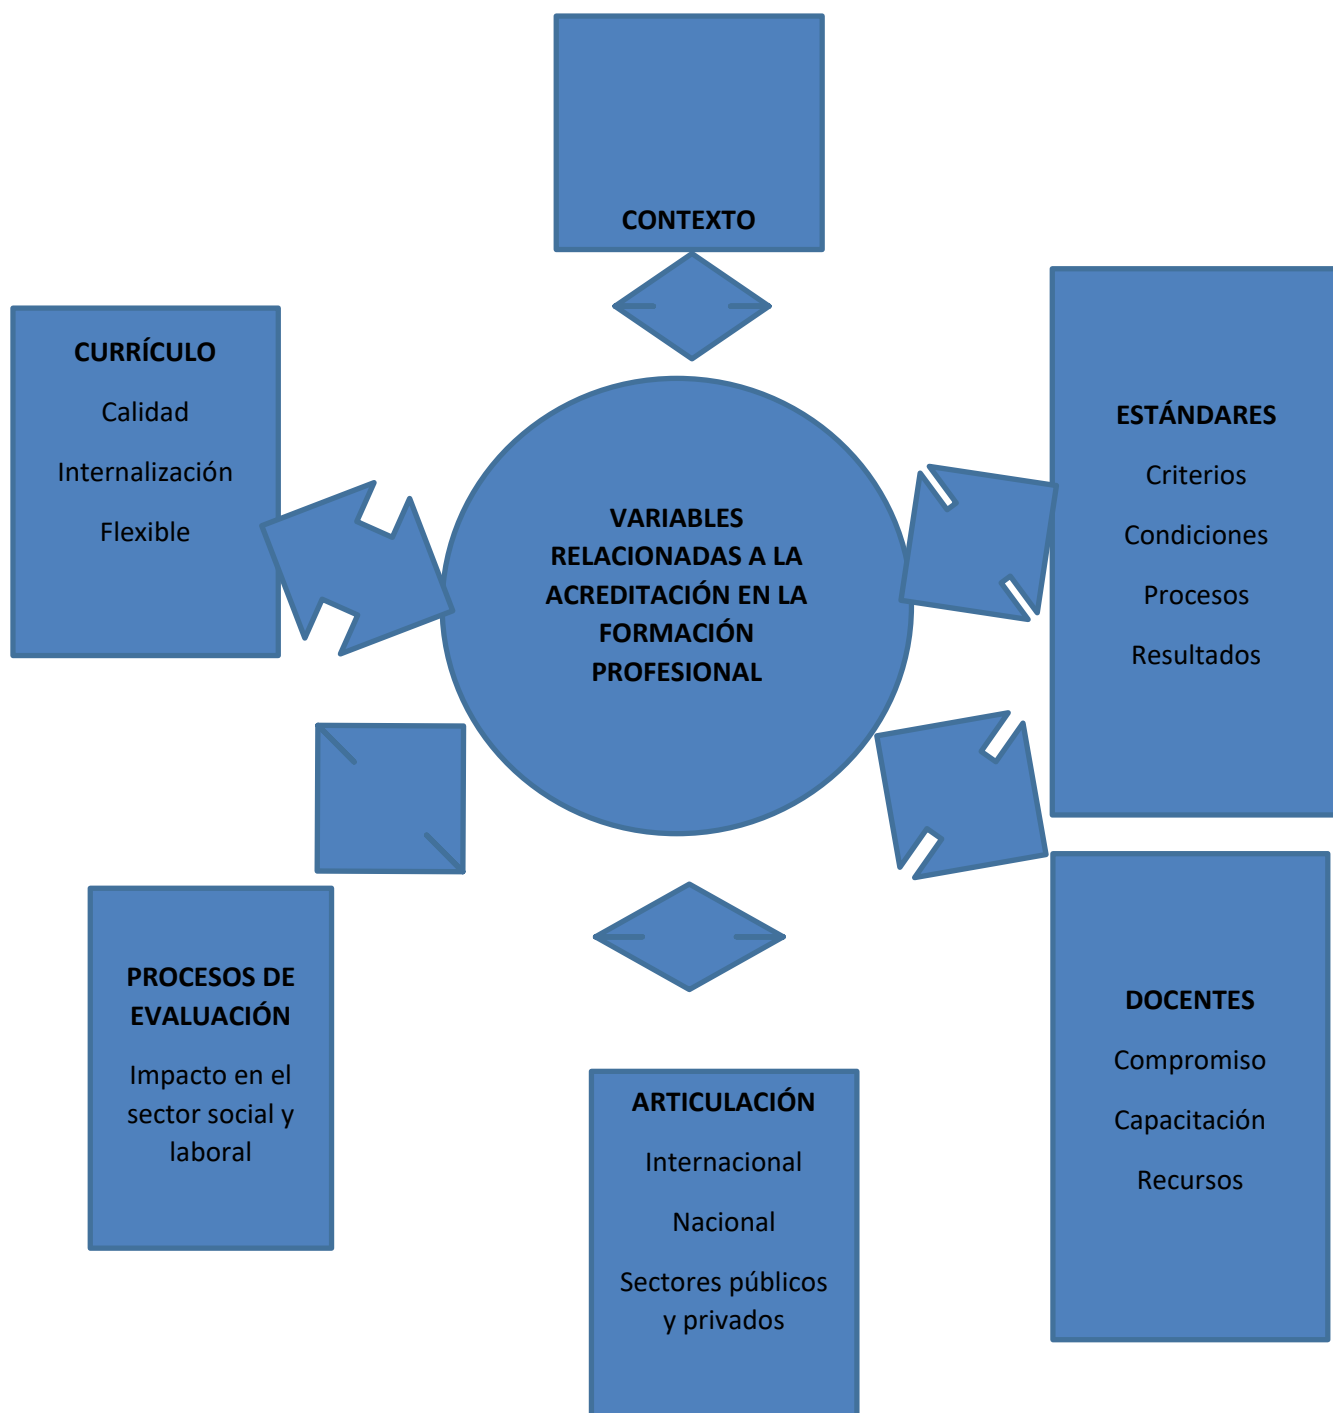 CONTEXTO
CURRÍCULO
Calidad
Internalización
Flexible
VARIABLES
RELACIONADAS A LA
ACREDITACIÓN EN LA
FORMACIÓN
PROFESIONAL
ESTÁNDARES
Criterios
Condiciones
Procesos
Resultados
PROCESOS DE
EVALUACIÓN
Impacto en el
sector social y
laboral
ARTICULACIÓN
Internacional
Nacional
Sectores públicos
y privados
DOCENTES
Compromiso
Capacitación
Recursos